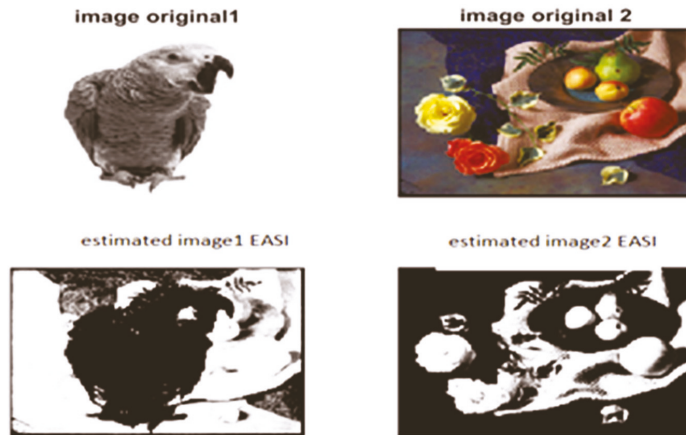 image original1
image original 2
estimated image1 EASI
estimated image2 EASI